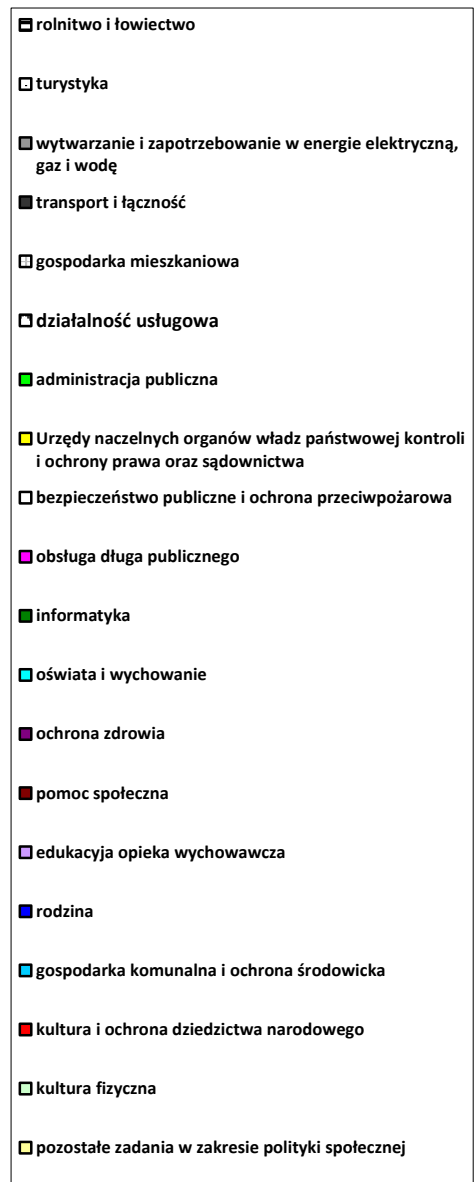 rolnitwo i łowiectwo
turystyka
wytwarzanie i zapotrzebowanie w energie elektryczną,
gaz i wodę
transport i łączność
gospodarka mieszkaniowa
działalność usługowa
administracja publiczna
Urzędy naczelnych organów władz państwowej kontroli
i ochrony prawa oraz sądownictwa
bezpieczeństwo publiczne i ochrona przeciwpożarowa
obsługa długa publicznego
informatyka
oświata i wychowanie
ochrona zdrowia
pomoc społeczna
edukacyja opieka wychowawcza
rodzina
gospodarka komunalna i ochrona środowicka
kultura i ochrona dziedzictwa narodowego
kultura fizyczna
pozostałe zadania w zakresie polityki społecznej